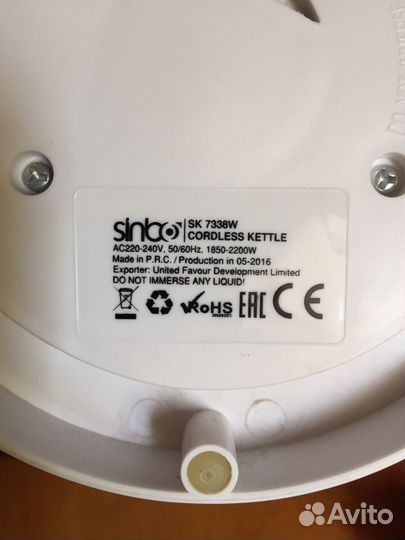 sinbo SK 7338W
CORDLESS KETTLE
AC220-240V, 50/60Hz, 1850-2200W
Made in P.R.C. / Production in 05-2016
Exporter: United Favour Development Limited
DO NOT IMMERSE ANY LIQUID!
RoHS EAC CE
Avito